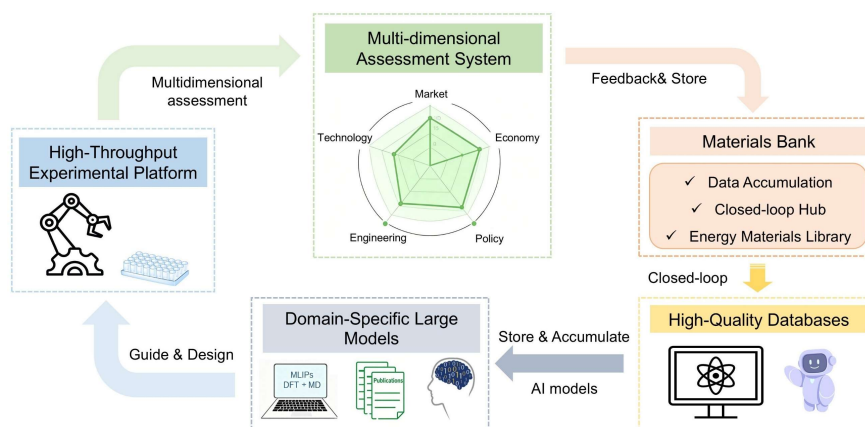 Multi-dimensional
Assessment System
Multidimensional
assessment
Feedback& Store
Market
Technology
Economy
Engineering
Policy
High-Throughput
Experimental Platform
Materials Bank
✓ Data Accumulation
✓ Closed-loop Hub
✓ Energy Materials Library
Closed-loop
High-Quality Databases
Domain-Specific Large
Models
Store & Accumulate
AI models
Guide & Design
MLIPs
DFT + MD
Publications